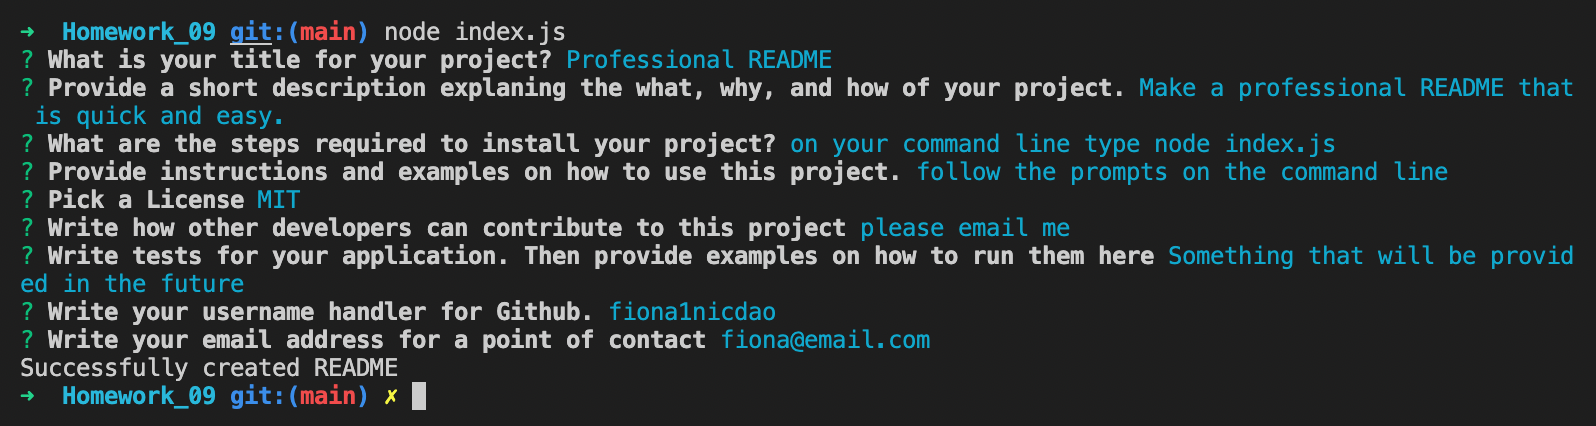 ➜  Homework_09 git:(main) node index.js
? What is your title for your project? Professional README
? Provide a short description explaning the what, why, and how of your project. Make a professional README that
 is quick and easy.
? What are the steps required to install your project? on your command line type node index.js
? Provide instructions and examples on how to use this project. follow the prompts on the command line
? Pick a License MIT
? Write how other developers can contribute to this project please email me
? Write tests for your application. Then provide examples on how to run them here Something that will be provid
ed in the future
? Write your username handler for Github. fiona1nicdao
? Write your email address for a point of contact fiona@email.com
Successfully created README
➜  Homework_09 git:(main) ✗